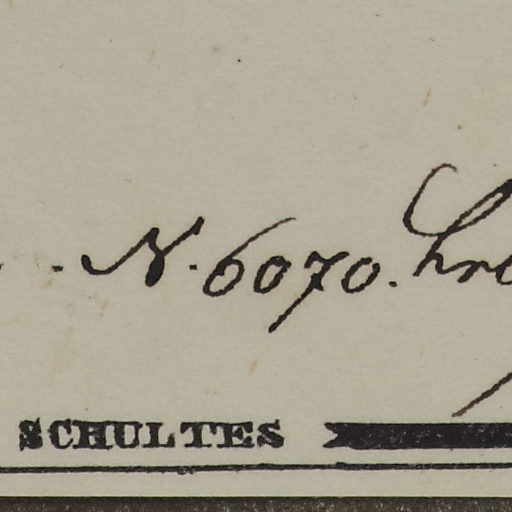 . N. 6070.
SCHULTES